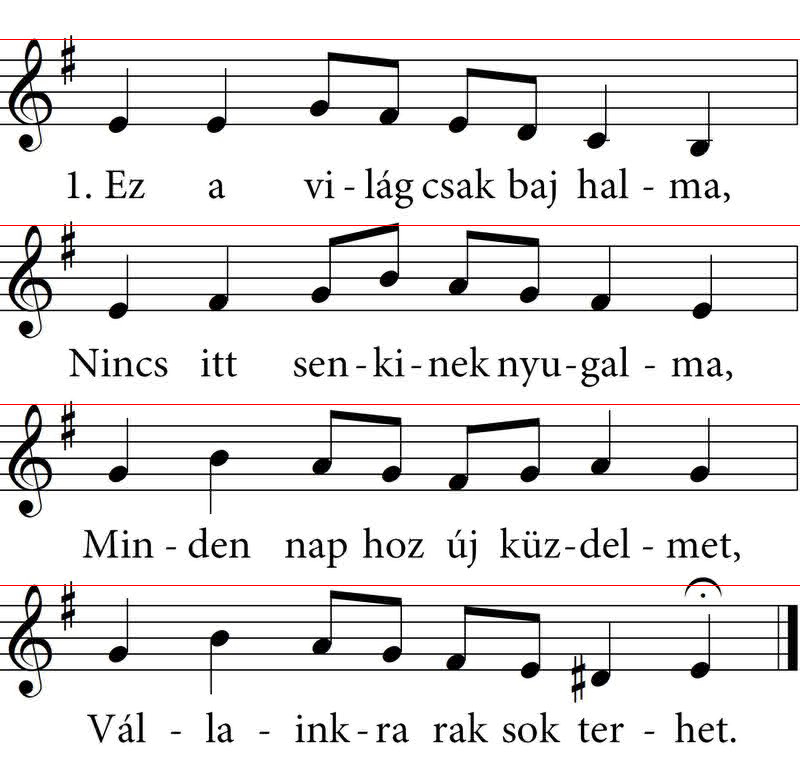 1. Ez a vi - lág csak baj hal - ma,
Nincs itt sen - ki - nek nyu - gal - ma,
Min - den nap hoz új küz - del - met,
Vál - la - ink - ra rak sok ter - het.